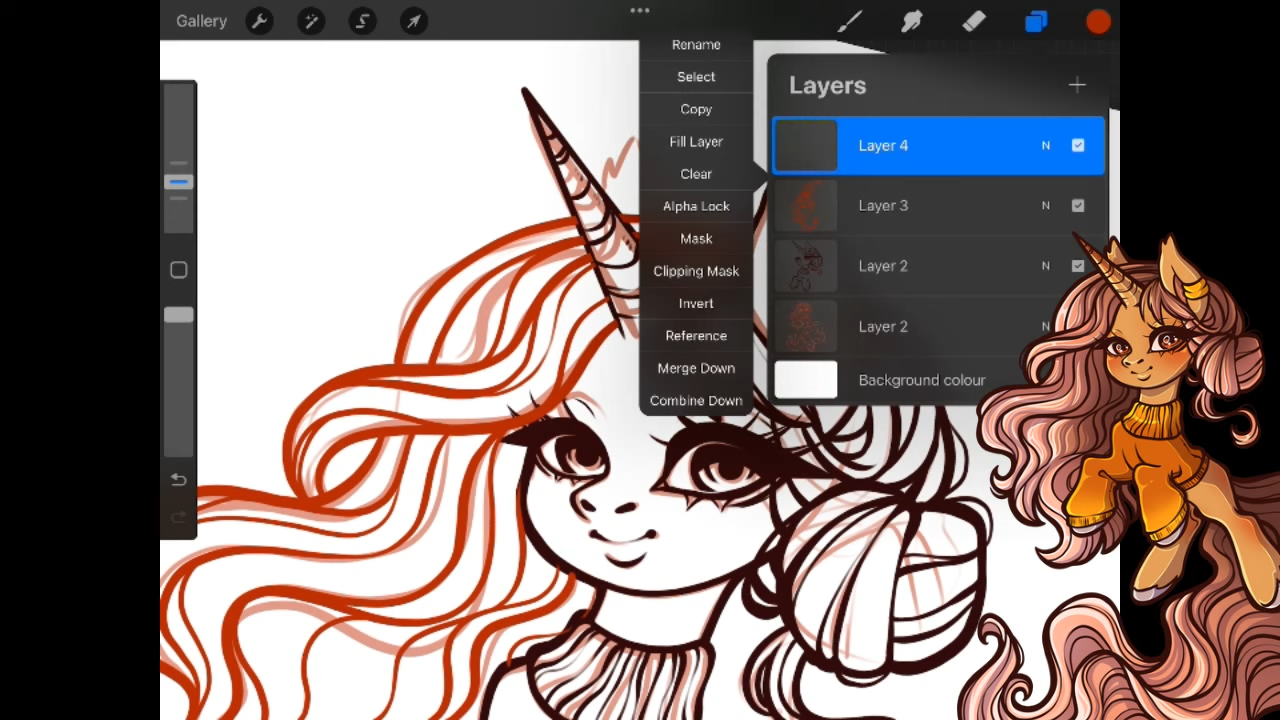 Gallery
Rename
Select
Copy
Fill Layer
Clear
Alpha Lock
Mask
Clipping Mask
Invert
Reference
Merge Down
Combine Down
Layers
Layer 4 N
Layer 3 N
Layer 2 N
Layer 2 N
Background colour